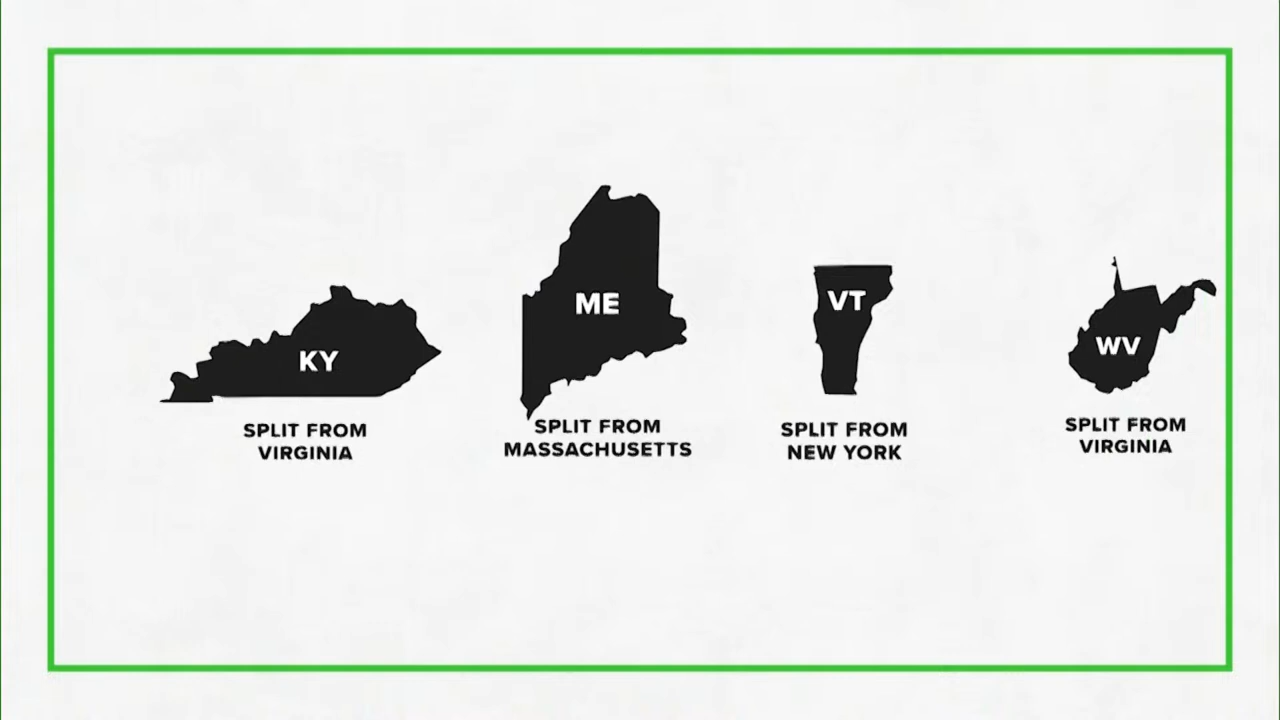 KY
SPLIT FROM
VIRGINIA
ME
SPLIT FROM
MASSACHUSETTS
VT
SPLIT FROM
NEW YORK
WV
SPLIT FROM
VIRGINIA